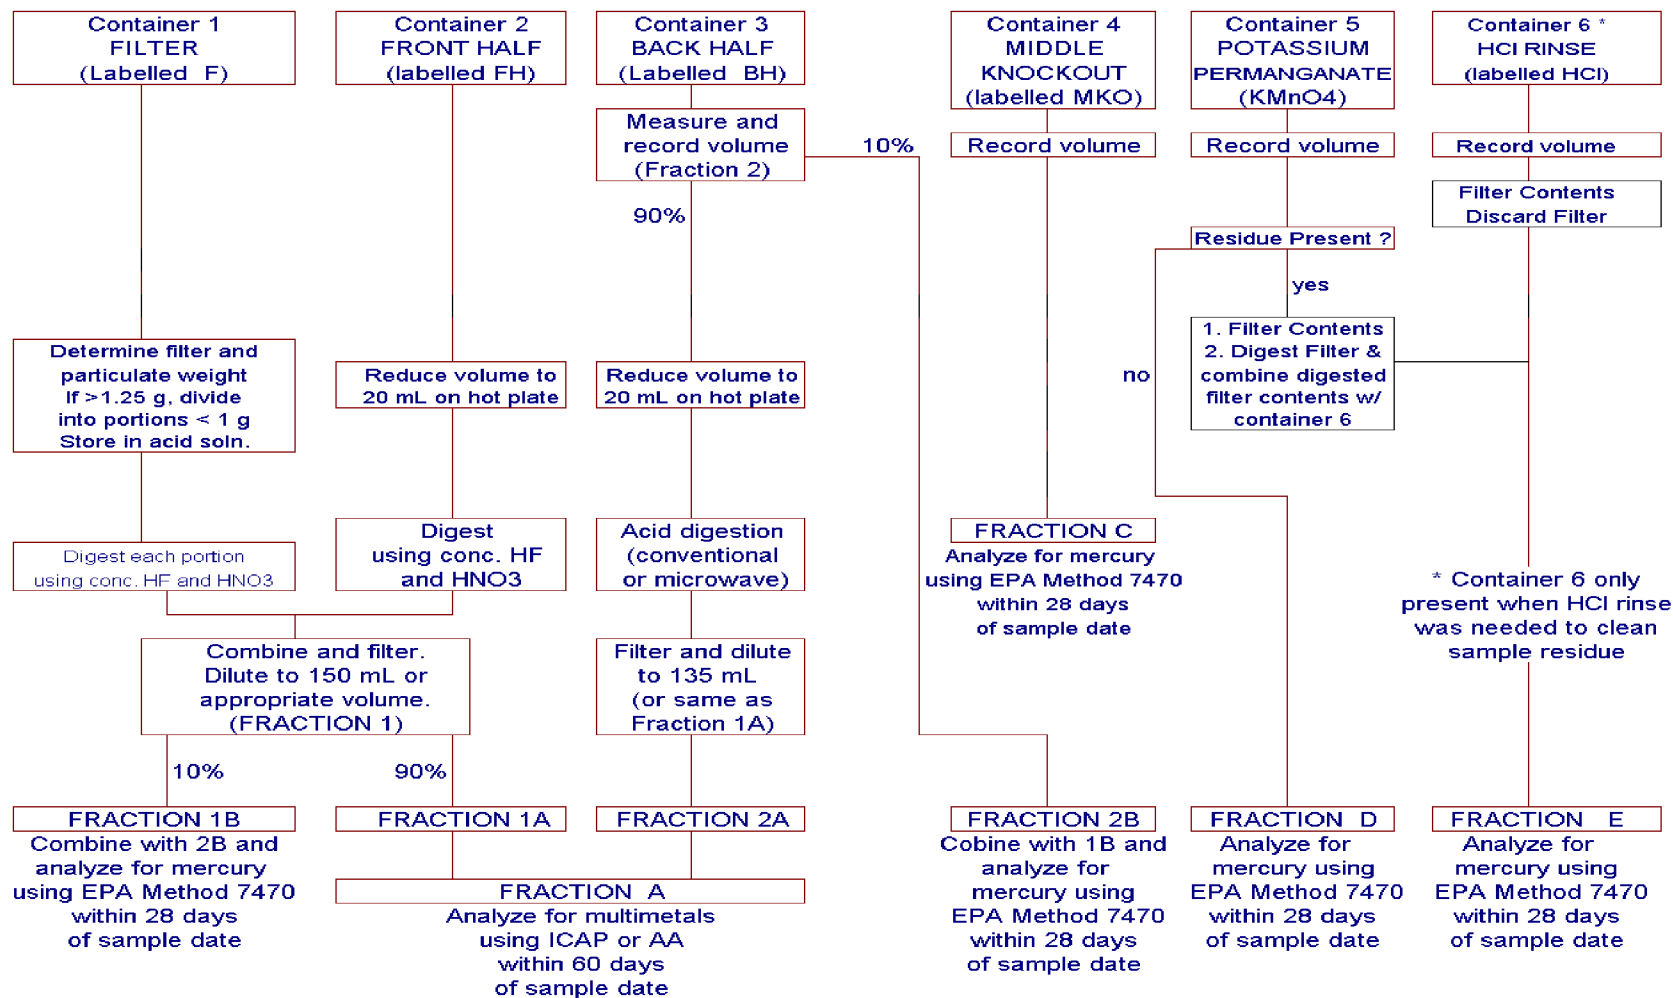 Container 1
FILTER
(Labelled F)
Container 2
FRONT HALF
(labelled FH)
Container 3
BACK HALF
(Labelled BH)
Container 4
MIDDLE
KNOCKOUT
(labelled MKO)
Container 5
POTASSIUM
PERMANGANATE
(KMnO4)
Container 6 *
HCl RINSE
(labelled HCl)
Measure and
record volume
(Fraction 2)
10%
90%
Record volume
Record volume
Record volume
Filter Contents
Discard Filter
Residue Present ?
yes
no
1. Filter Contents
2. Digest Filter &
combine digested
filter contents w/
container 6
Determine filter and
particulate weight
If >1.25 g, divide
into portions < 1 g
Store in acid soln.
Reduce volume to
20 mL on hot plate
Reduce volume to
20 mL on hot plate
Digest each portion
using conc. HF and HNO3
Digest
using conc. HF
and HNO3
Acid digestion
(conventional
or microwave)
FRACTION C
Analyze for mercury
using EPA Method 7470
within 28 days
of sample date
* Container 6 only
present when HCl rinse
was needed to clean
sample residue
Combine and filter.
Dilute to 150 mL or
appropriate volume.
(FRACTION 1)
Filter and dilute
to 135 mL
(or same as
Fraction 1A)
10%
90%
FRACTION 1B
Combine with 2B and
analyze for mercury
using EPA Method 7470
within 28 days
of sample date
FRACTION 1A
FRACTION 2A
FRACTION A
Analyze for multimetals
using ICAP or AA
within 60 days
of sample date
FRACTION 2B
Cobine with 1B and
analyze for
mercury using
EPA Method 7470
within 28 days
of sample date
FRACTION D
Analyze for
mercury using
EPA Method 7470
within 28 days
of sample date
FRACTION E
Analyze for
mercury using
EPA Method 7470
within 28 days
of sample date